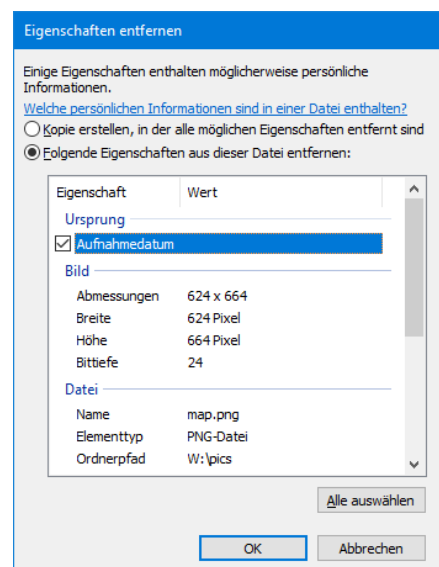 Eigenschaften entfernen
Einige Eigenschaften enthalten möglicherweise persönliche
Informationen.
Welche persönlichen Informationen sind in einer Datei enthalten?
Kopie erstellen, in der alle möglichen Eigenschaften entfernt sind
Folgende Eigenschaften aus dieser Datei entfernen:
Eigenschaft Wert
Ursprung
Aufnahmedatum
Bild
Abmessungen 624 x 664
Breite 624 Pixel
Höhe 664 Pixel
Bittiefe 24
Datei
Name map.png
Elementtyp PNG-Datei
Ordnerpfad W:\pics
Alle auswählen
OK Abbrechen